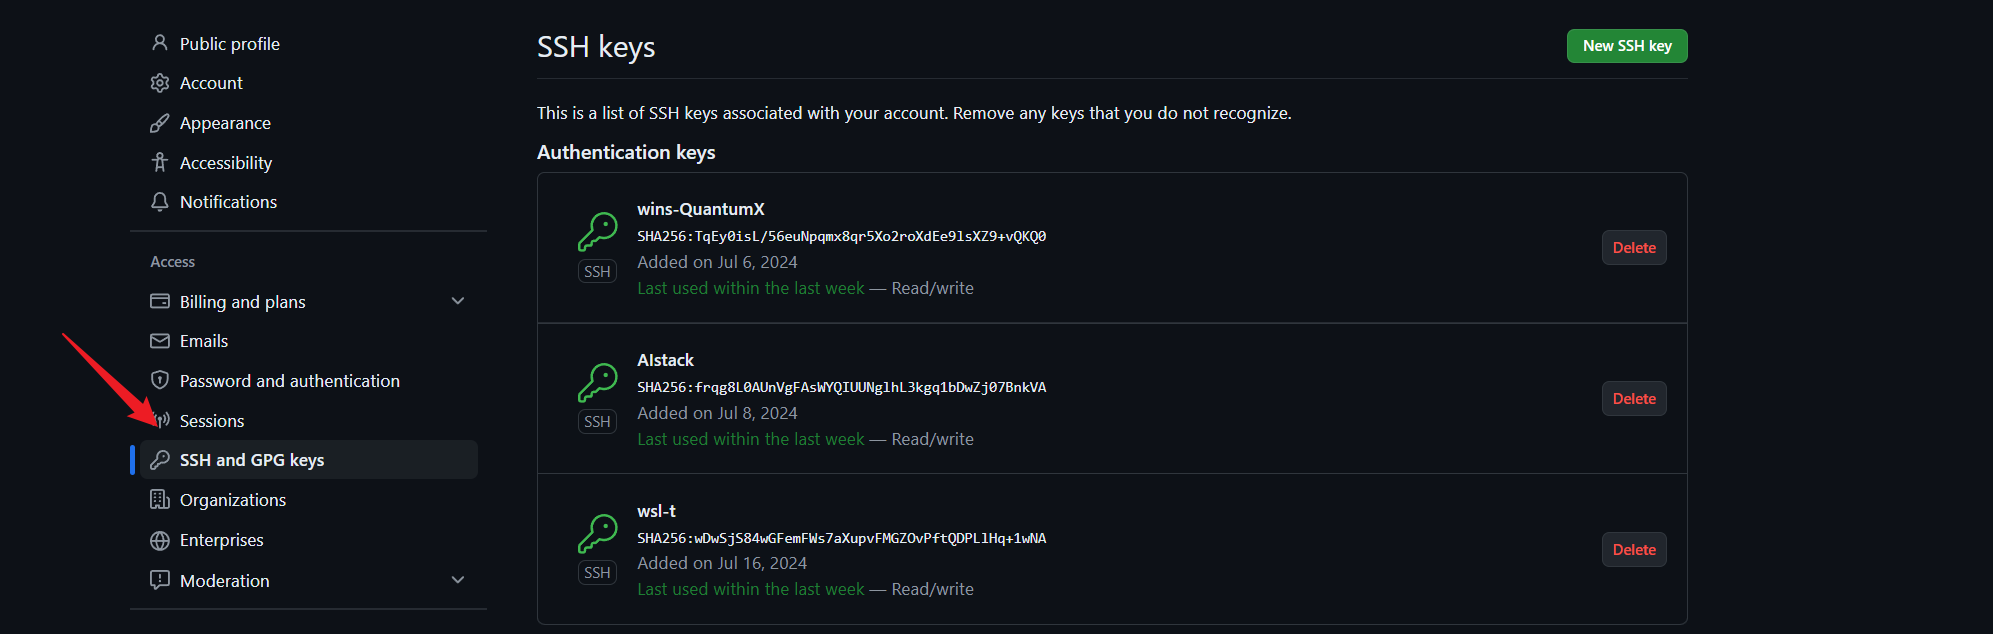 Public profile
Account
Appearance
Accessibility
Notifications
Access
Billing and plans
Emails
Password and authentication
Sessions
SSH and GPG keys
Organizations
Enterprises
Moderation
SSH keys
New SSH key
This is a list of SSH keys associated with your account. Remove any keys that you do not recognize.
Authentication keys
wins-QuantumX
SHA256:TqEy0isL/56euNpqmx8qr5Xo2roXdEe9lsXZ9+vQKQ0
Added on Jul 6, 2024
Last used within the last week — Read/write
SSH
Delete
AIstack
SHA256:frqg8L0AUnVgFAsWYQIUUNglhL3kgq1bDwZj07BnkVA
Added on Jul 8, 2024
Last used within the last week — Read/write
SSH
Delete
wsl-t
SHA256:wDwSjS84wGFemFWs7aXupvFMGZOvPftQDPLlHq+1wNA
Added on Jul 16, 2024
Last used within the last week — Read/write
SSH
Delete